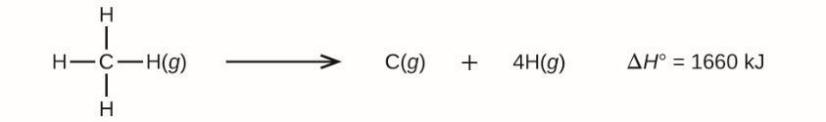 H
H—C—H(g) ⟶ C(g) + 4H(g) ΔH° = 1660 kJ
H